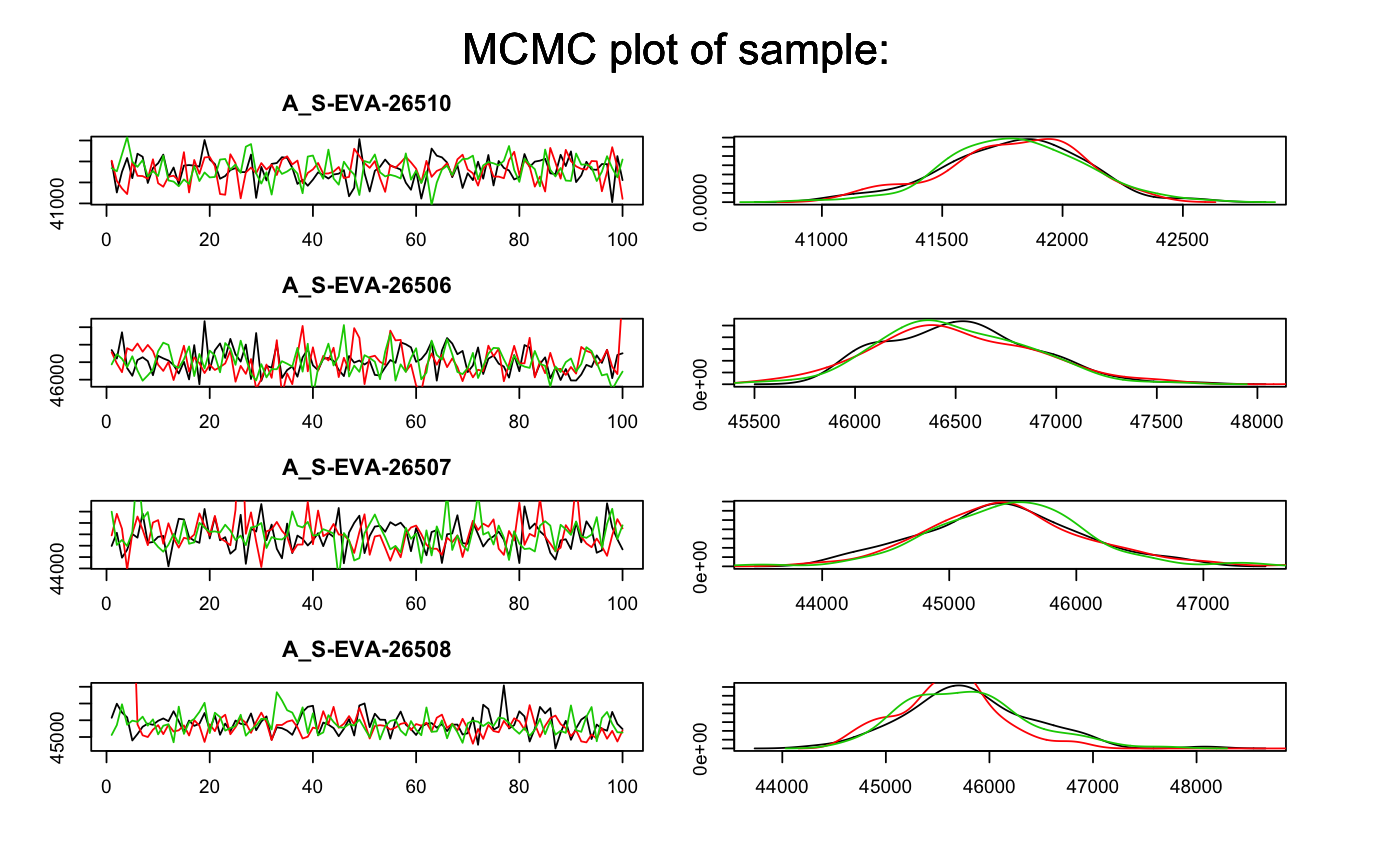 MCMC plot of sample:
A_S-EVA-26510
41000
0 20 40 60 80 100
0.0000
41000 41500 42000 42500
A_S-EVA-26506
46000
0 20 40 60 80 100
0e+00
45500 46000 46500 47000 47500 48000
A_S-EVA-26507
44000
0 20 40 60 80 100
0e+00
44000 45000 46000 47000
A_S-EVA-26508
45000
0 20 40 60 80 100
0e+00
44000 45000 46000 47000 48000